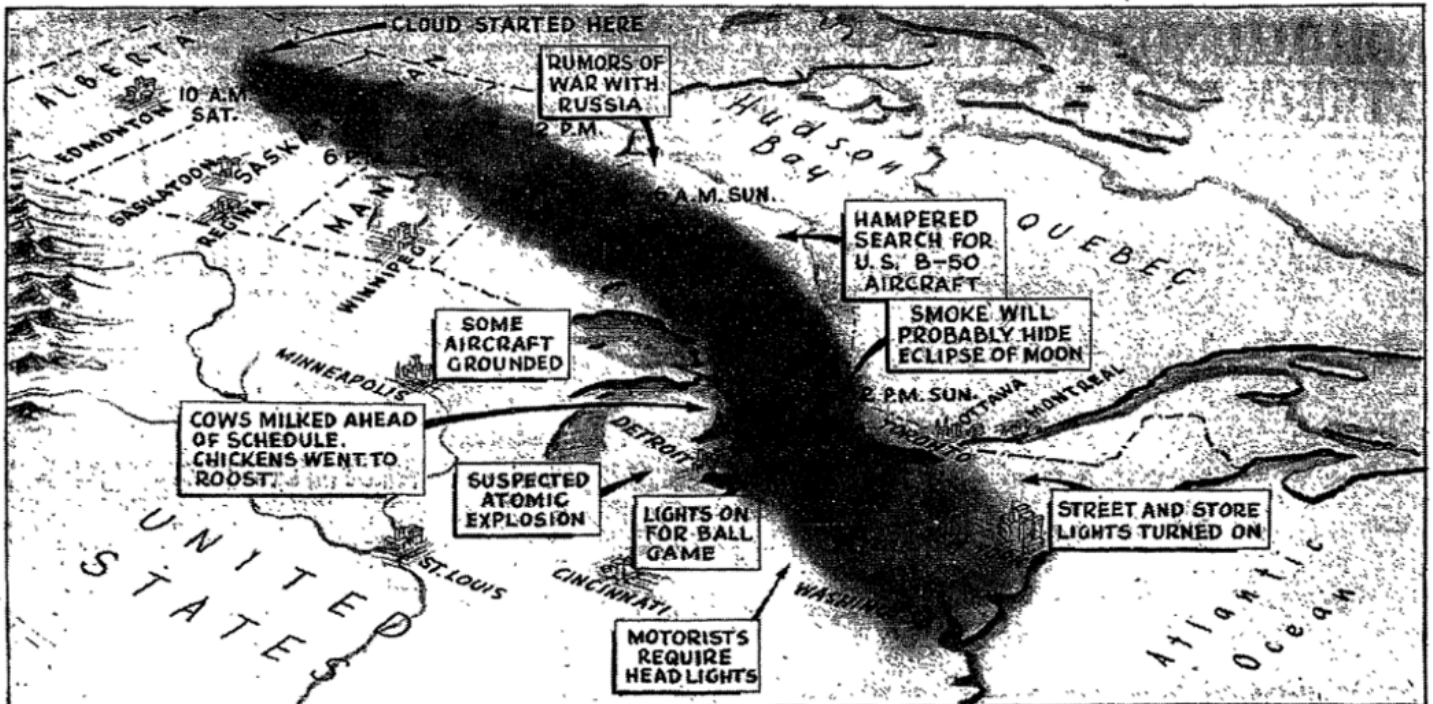 CLOUD STARTED HERE
ALBERTA
EDMONTON
10 A.M.
SAT.
RUMORS OF
WAR WITH
RUSSIA
2 P.M.
Hudson
Bay
SASKATOON
SASK
REGINA
6
MAN
WINNIPEG
6 A.M. SUN.
HAMPERED
SEARCH FOR
U.S. B-50
AIRCRAFT
QUEBEC
SOME
AIRCRAFT
GROUNDED
SMOKE WILL
PROBABLY HIDE
ECLIPSE OF MOON
MINNEAPOLIS
2 P.M. SUN.
OTTAWA
MONTREAL
TORONTO
COWS MILKED AHEAD
OF SCHEDULE.
CHICKENS WENT TO
ROOST.
DETROIT
SUSPECTED
ATOMIC
EXPLOSION
LIGHTS ON
FOR BALL
GAME
STREET AND STORE
LIGHTS TURNED ON
UNITED
STATES
ST. LOUIS
CINCINNATI
MOTORISTS
REQUIRE
HEADLIGHTS
Atlantic
Ocean